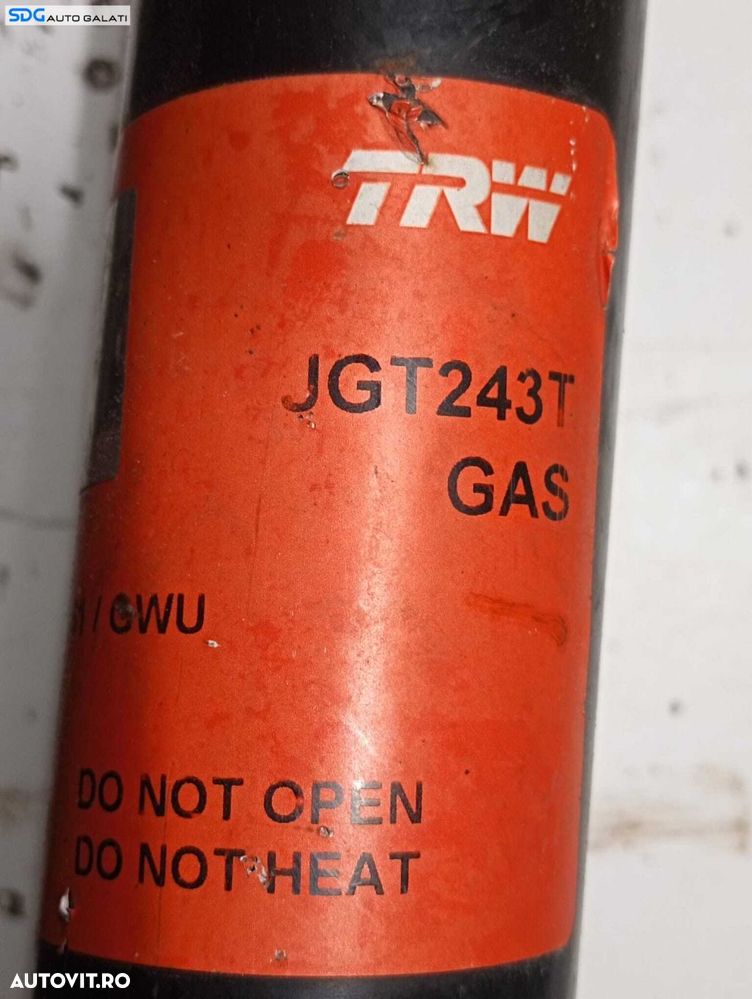 SDG AUTO GALATI
TRW
JGT243T
GAS
/ GWU
DO NOT OPEN
DO NOT HEAT
AUTOVIT.RO